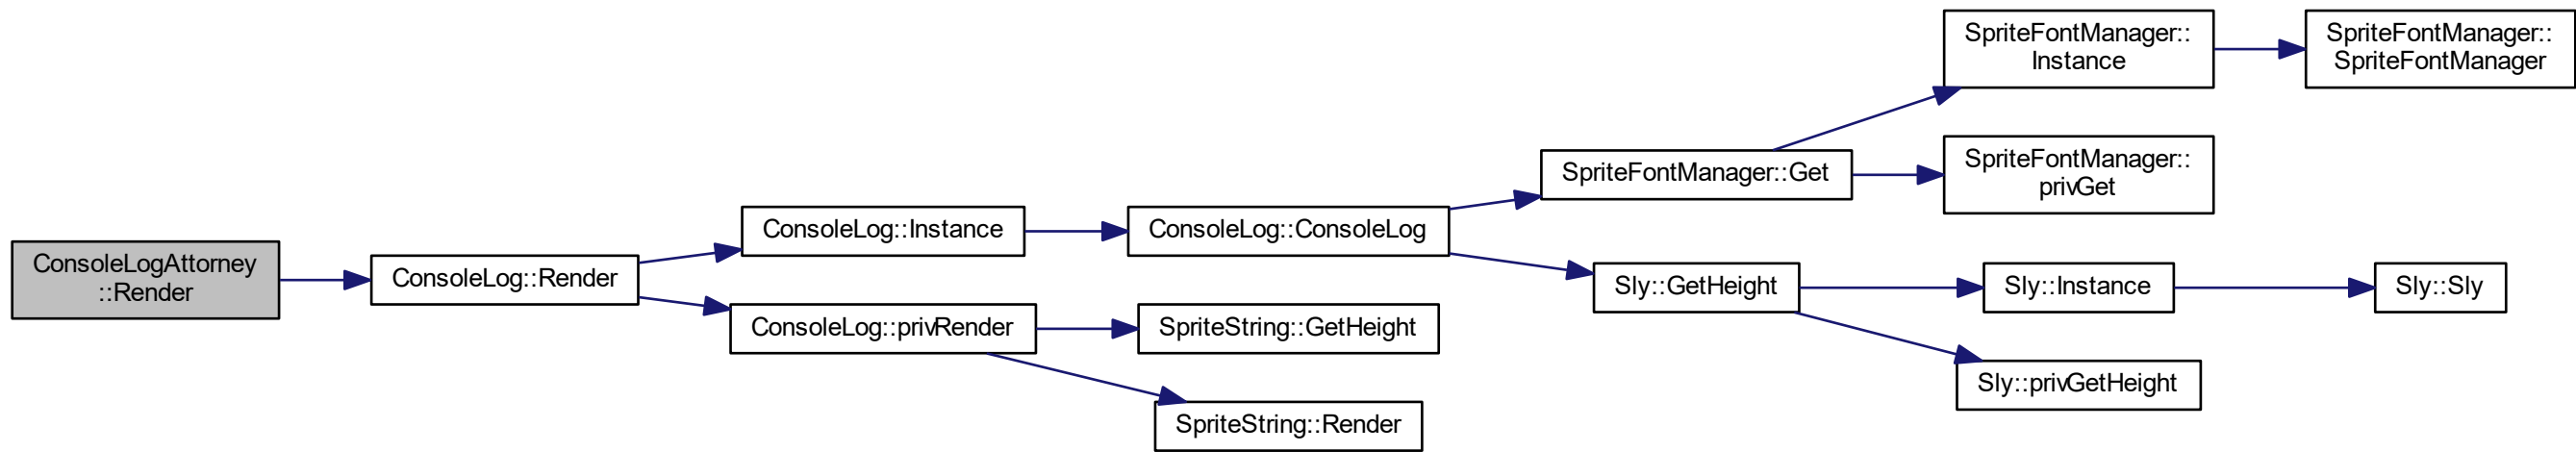 ConsoleLogAttorney
::Render
ConsoleLog::Render
ConsoleLog::Instance
ConsoleLog::privRender
ConsoleLog::ConsoleLog
SpriteString::GetHeight
SpriteString::Render
SpriteFontManager::Get
Sly::GetHeight
SpriteFontManager::
Instance
SpriteFontManager::
privGet
Sly::Instance
Sly::privGetHeight
SpriteFontManager::
SpriteFontManager
Sly::Sly